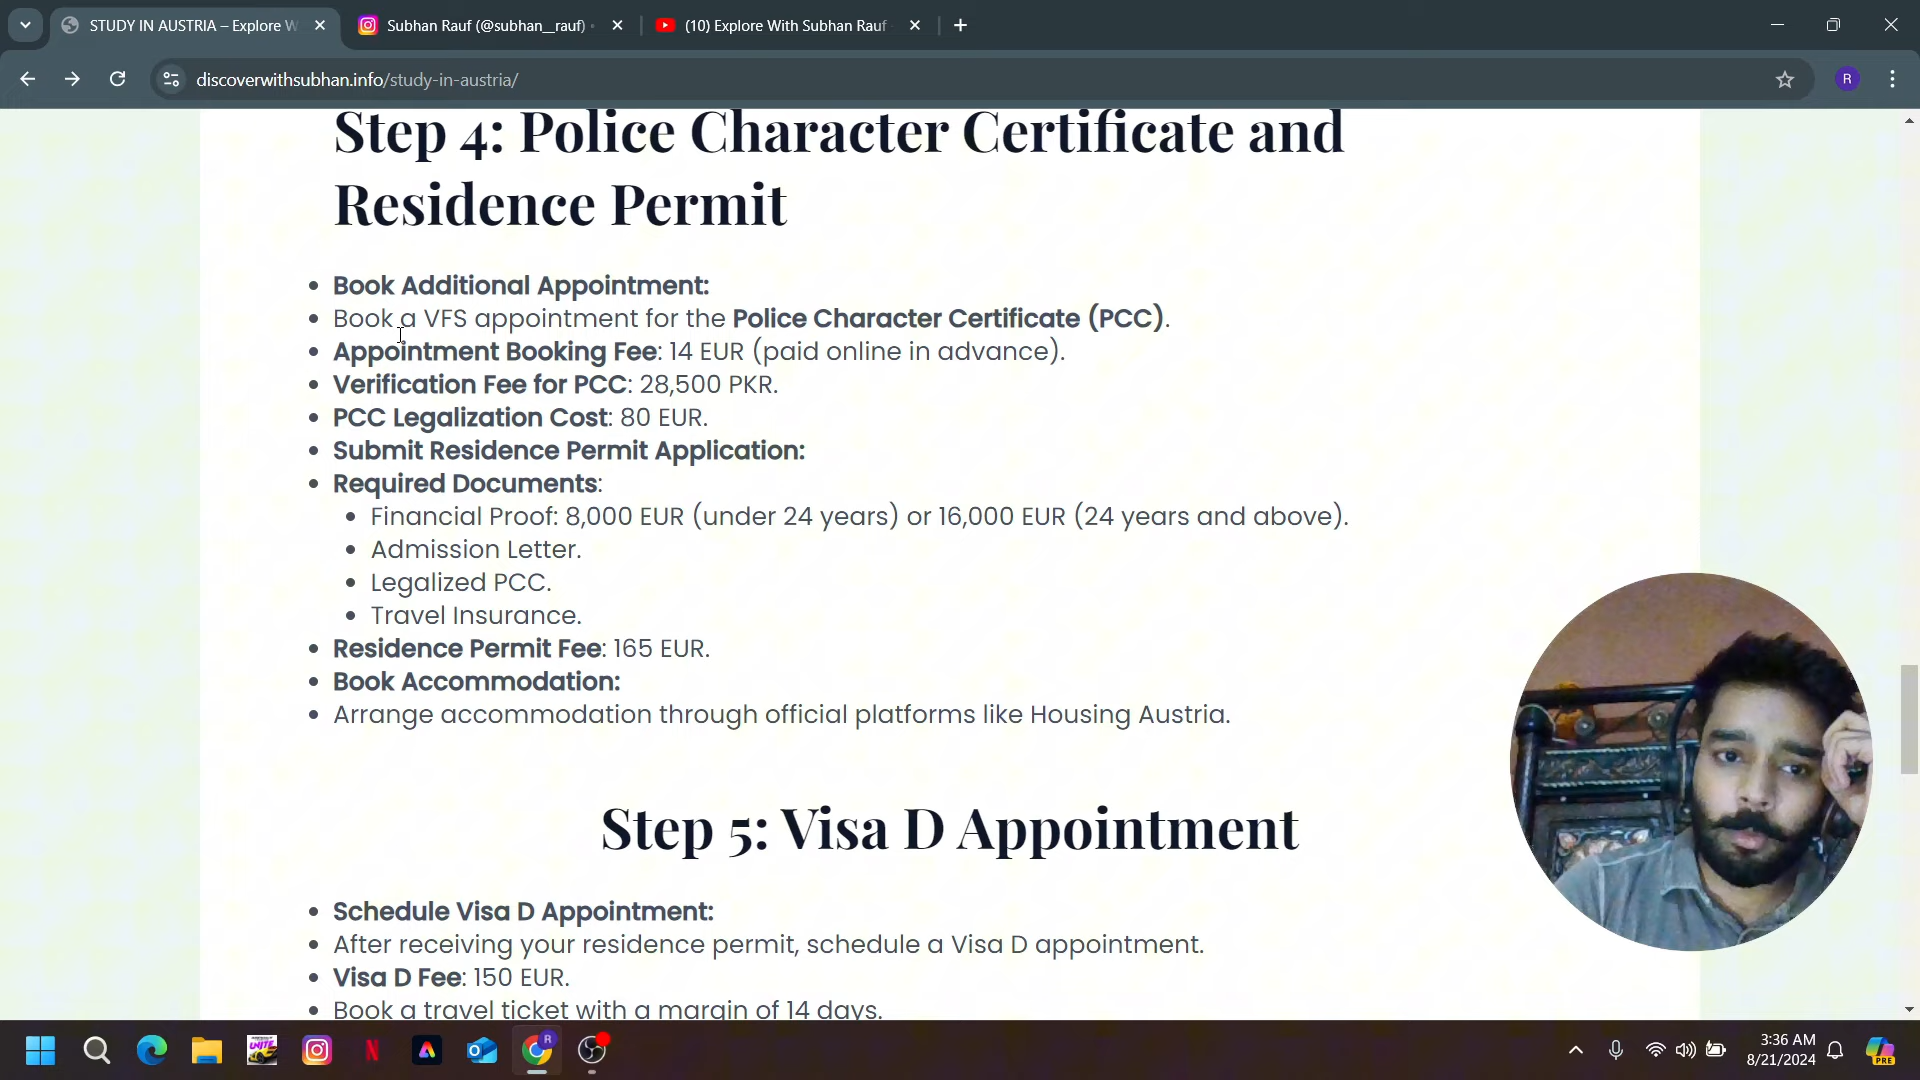 STUDY IN AUSTRIA – Explore W
Subhan Rauf (@subhan__rauf) •
(10) Explore With Subhan Rauf
discoverwithsubhan.info/study-in-austria/
R
Step 4: Police Character Certificate and
Residence Permit
Book Additional Appointment:
Book a VFS appointment for the Police Character Certificate (PCC).
Appointment Booking Fee: 14 EUR (paid online in advance).
Verification Fee for PCC: 28,500 PKR.
PCC Legalization Cost: 80 EUR.
Submit Residence Permit Application:
Required Documents:
Financial Proof: 8,000 EUR (under 24 years) or 16,000 EUR (24 years and above).
Admission Letter.
Legalized PCC.
Travel Insurance.
Residence Permit Fee: 165 EUR.
Book Accommodation:
Arrange accommodation through official platforms like Housing Austria.
Step 5: Visa D Appointment
Schedule Visa D Appointment:
After receiving your residence permit, schedule a Visa D appointment.
Visa D Fee: 150 EUR.
Book a travel ticket with a margin of 14 days.
UNITE
N
R
3:36 AM
8/21/2024
PRE